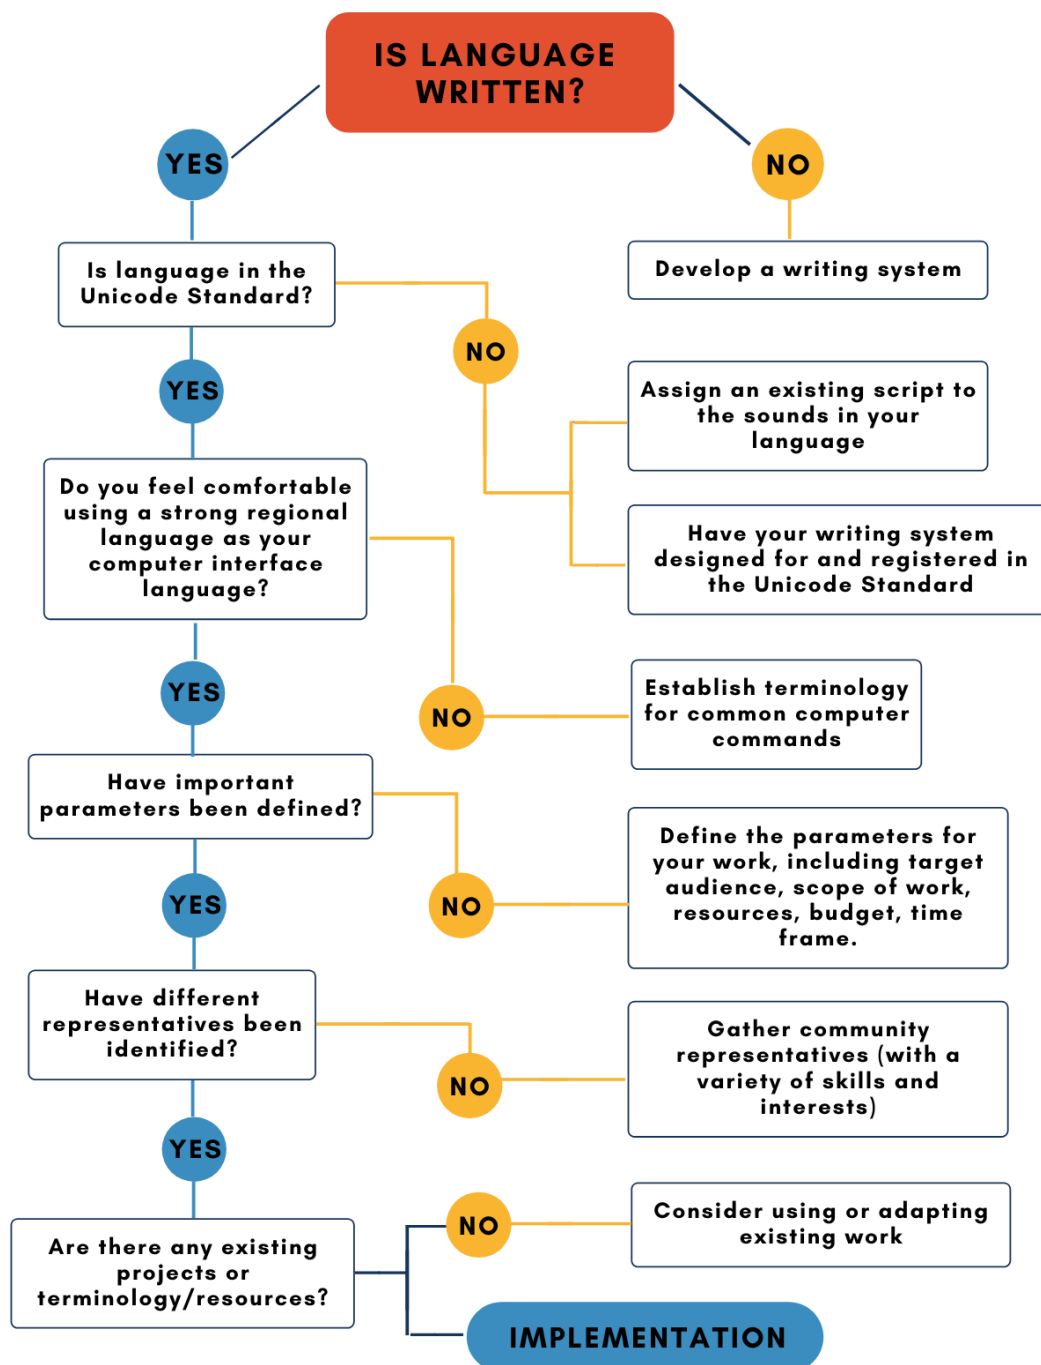 IS LANGUAGE
WRITTEN?
YES
NO
Is language in the
Unicode Standard?
Develop a writing system
NO
YES
Assign an existing script to
the sounds in your
language
Do you feel comfortable
using a strong regional
language as your
computer interface
language?
Have your writing system
designed for and registered in
the Unicode Standard
YES
NO
Establish terminology
for common computer
commands
Have important
parameters been defined?
YES
NO
Define the parameters for
your work, including target
audience, scope of work,
resources, budget, time
frame.
Have different
representatives been
identified?
NO
Gather community
representatives (with a
variety of skills and
interests)
YES
Are there any existing
projects or
terminology/resources?
NO
Consider using or adapting
existing work
IMPLEMENTATION